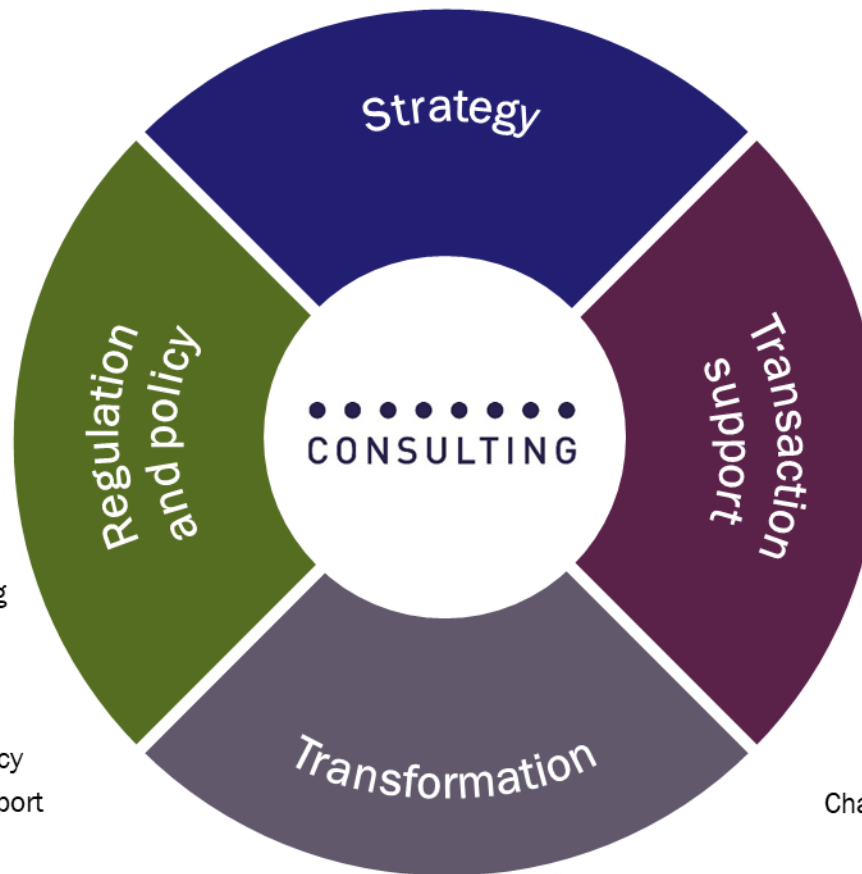 Strategy
Regulation
and policy
CONSULTING
Transaction
support
Transformation